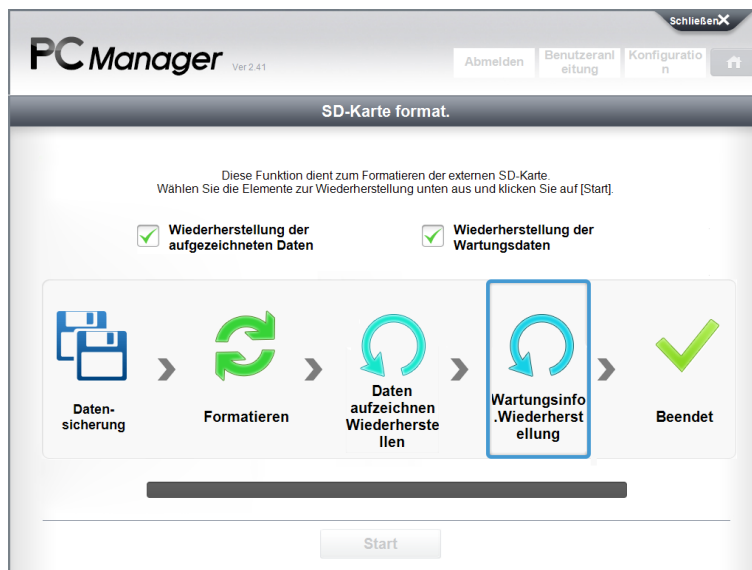 Schließen X
PC Manager Ver 2.41
Abmelden
Benutzeranl
eitung
Konfiguratio
n
SD-Karte format.
Diese Funktion dient zum Formatieren der externen SD-Karte.
Wählen Sie die Elemente zur Wiederherstellung unten aus und klicken Sie auf [Start].
Wiederherstellung der
aufgezeichneten Daten
Wiederherstellung der
Wartungsdaten
Daten-
sicherung
Formatieren
Daten
aufzeichnen
Wiederherste
llen
Wartungsinfo
.Wiederherst
ellung
Beendet
Start